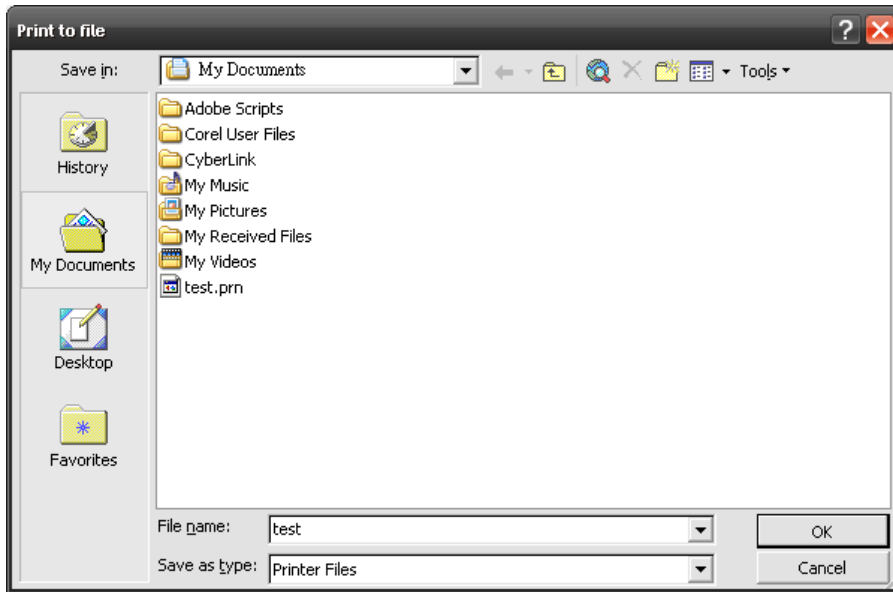 Print to file
Save in: My Documents Tools
History
My Documents
Desktop
Favorites
Adobe Scripts
Corel User Files
CyberLink
My Music
My Pictures
My Received Files
My Videos
test.prn
File name: test OK
Save as type: Printer Files Cancel